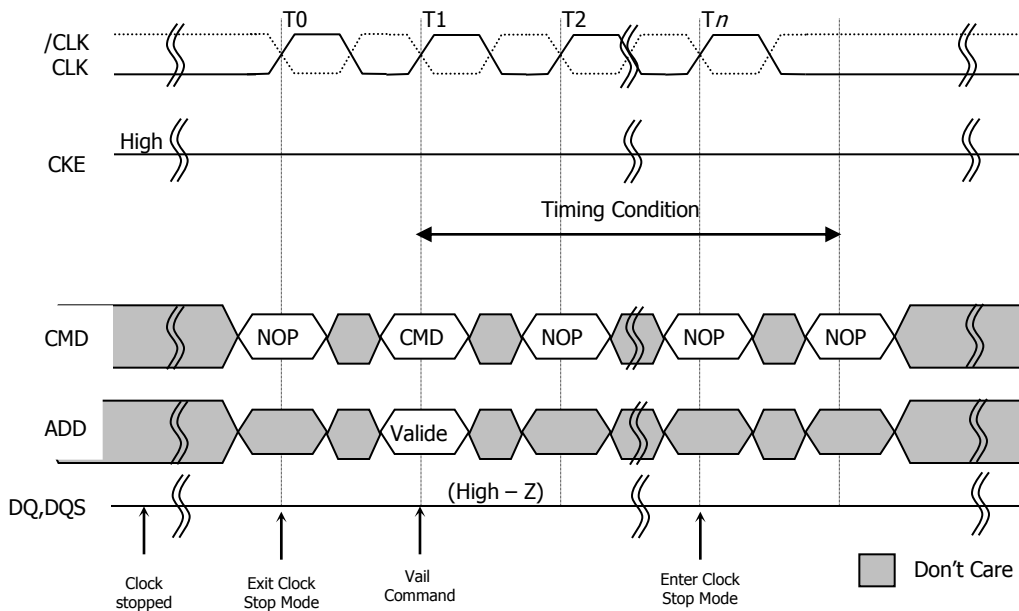 T0 T1 T2 Tn
/CLK
CLK
High
CKE
Timing Condition
CMD NOP CMD NOP NOP NOP
ADD Valide
(High – Z)
DQ,DQS
Clock stopped
Exit Clock Stop Mode
Vail Command
Enter Clock Stop Mode
Don't Care